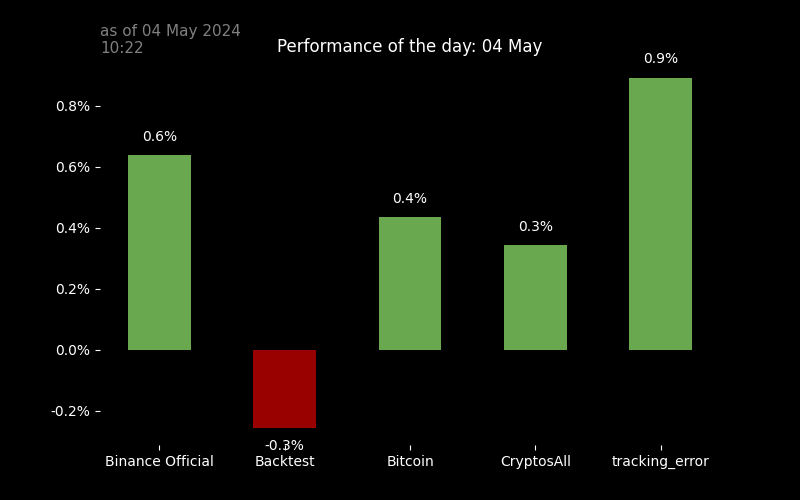 as of 04 May 2024
10:22
Performance of the day: 04 May
0.9%
0.8%
0.6%
0.6%
0.4%
0.4%
0.3%
0.2%
0.0%
-0.2%
-0.3%
Binance Official
Backtest
Bitcoin
CryptosAll
tracking_error